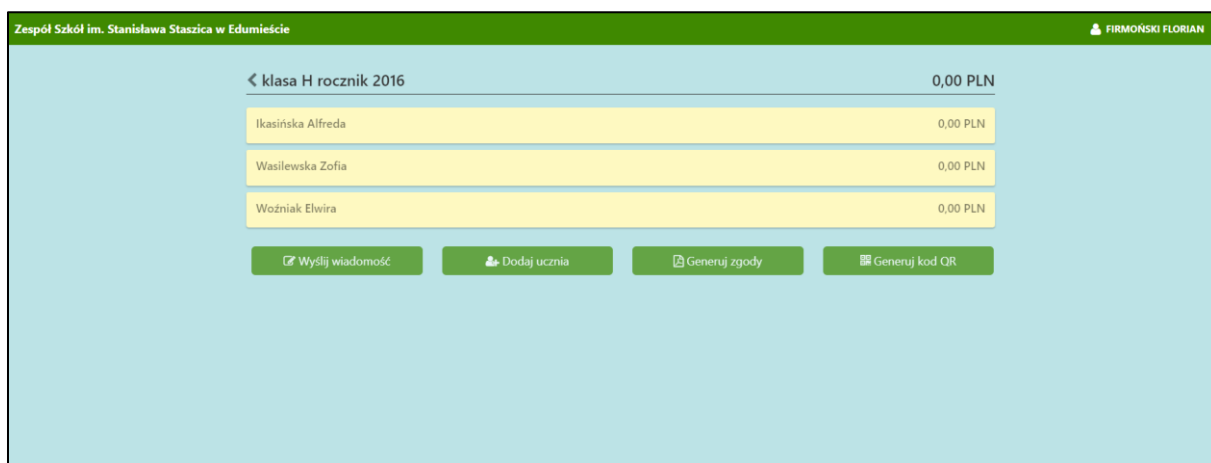 Zespół Szkół im. Stanisława Staszica w Edumieście FIRMOŃSKI FLORIAN
klasa H rocznik 2016 0,00 PLN
Ikasińska Alfreda 0,00 PLN
Wasilewska Zofia 0,00 PLN
Woźniak Elwira 0,00 PLN
Wyślij wiadomość Dodaj ucznia Generuj zgody Generuj kod QR